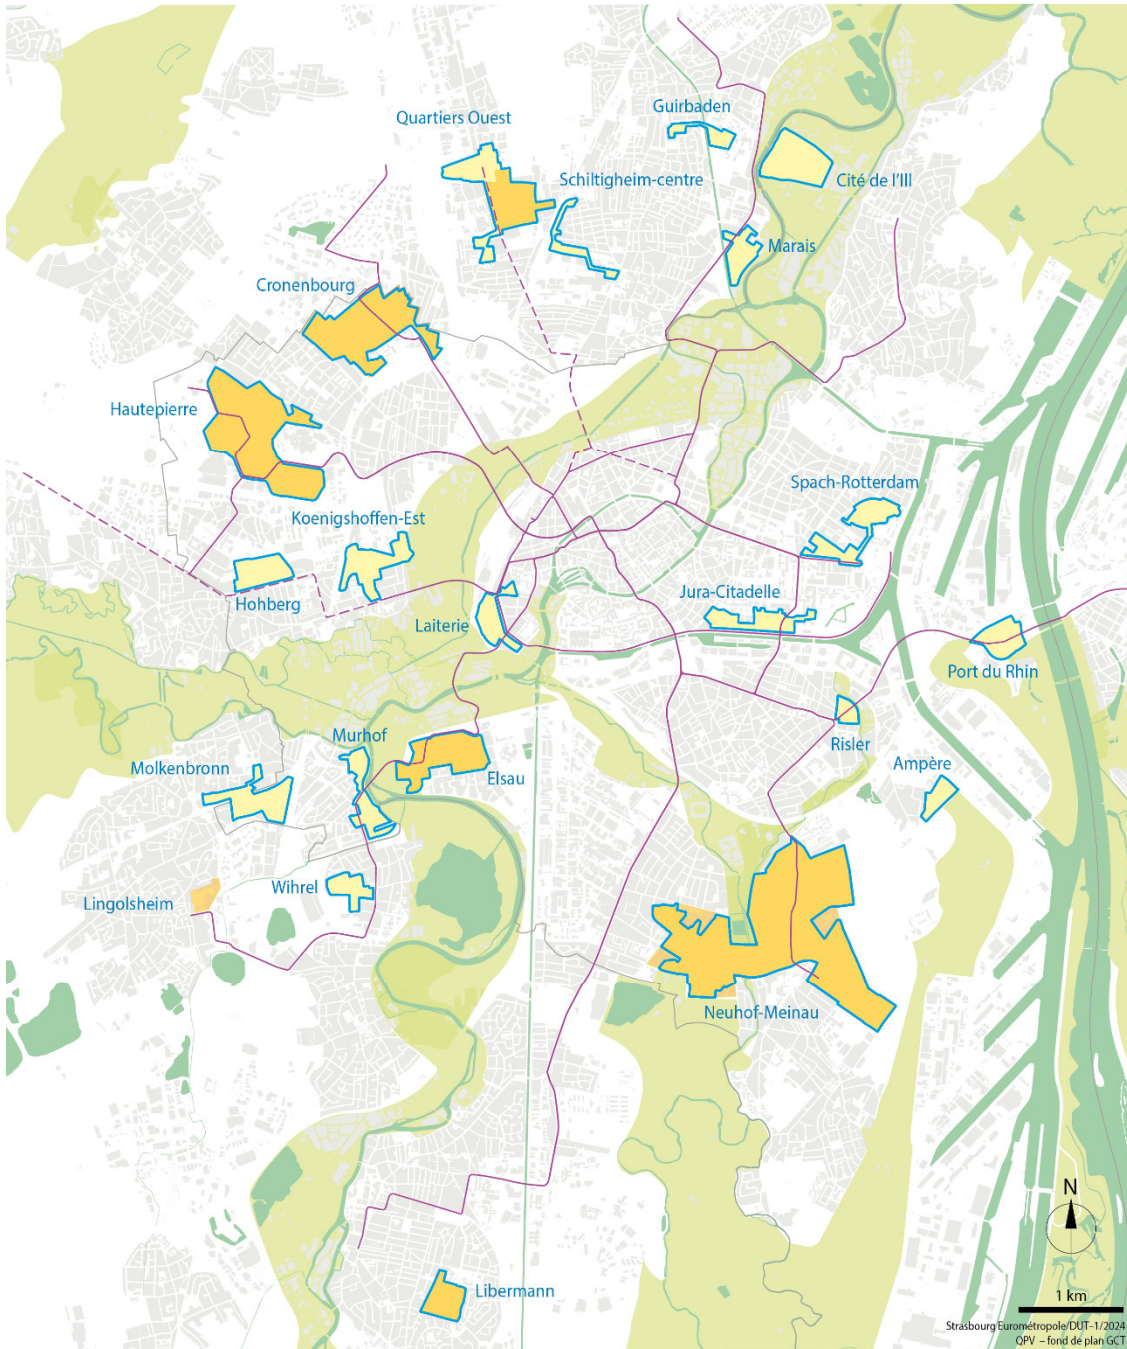 Guirbaden
Quartiers Ouest
Schiltigheim-centre
Cité de l'Ill
Marais
Cronenbourg
Hautepierre
Spach-Rotterdam
Koenigshoffen-Est
Hohberg
Jura-Citadelle
Laiterie
Port du Rhin
Murhof
Risler
Molkenbronn
Elsau
Ampère
Wihrel
Lingolsheim
Neuhof-Meinau
N
Libermann
1 km
Strasbourg Eurométropole/DUT-1/2024
QPV – fond de plan GCT